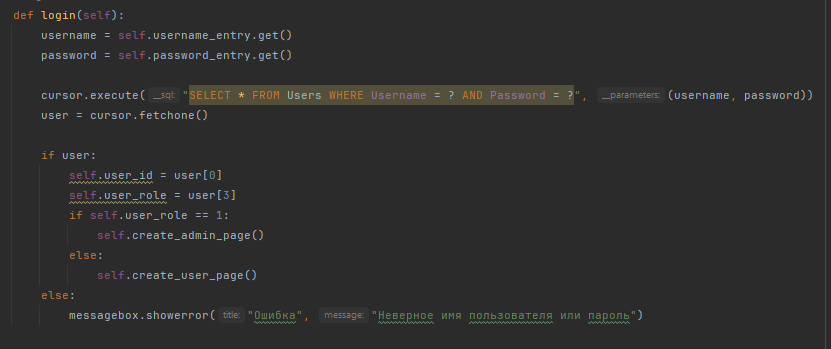 def login(self):
username = self.username_entry.get()
password = self.password_entry.get()
cursor.execute(__sql: "SELECT * FROM Users WHERE Username = ? AND Password = ?", __parameters: (username, password))
user = cursor.fetchone()
if user:
self.user_id = user[0]
self.user_role = user[3]
if self.user_role == 1:
self.create_admin_page()
else:
self.create_user_page()
else:
messagebox.showerror(title: "Ошибка", message: "Неверное имя пользователя или пароль")